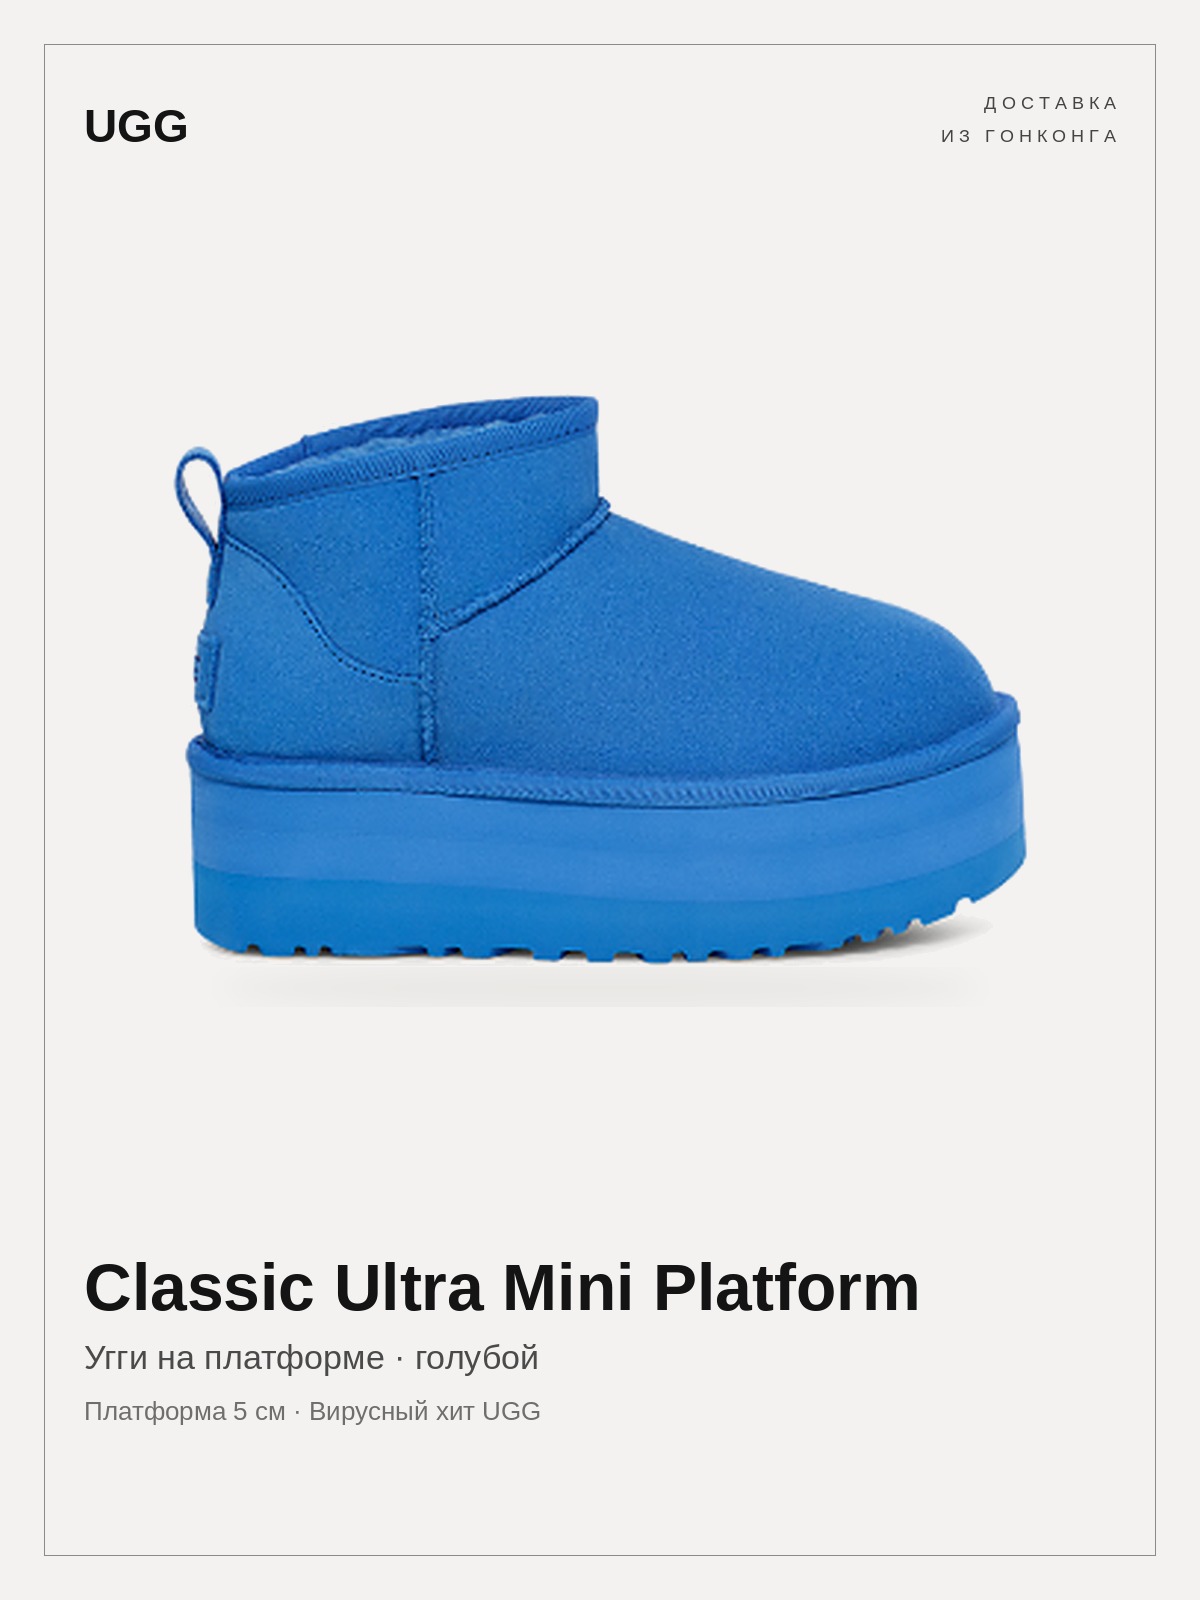 UGG
ДОСТАВКА
ИЗ ГОНКОНГА
Classic Ultra Mini Platform
Угги на платформе · голубой
Платформа 5 см · Вирусный хит UGG